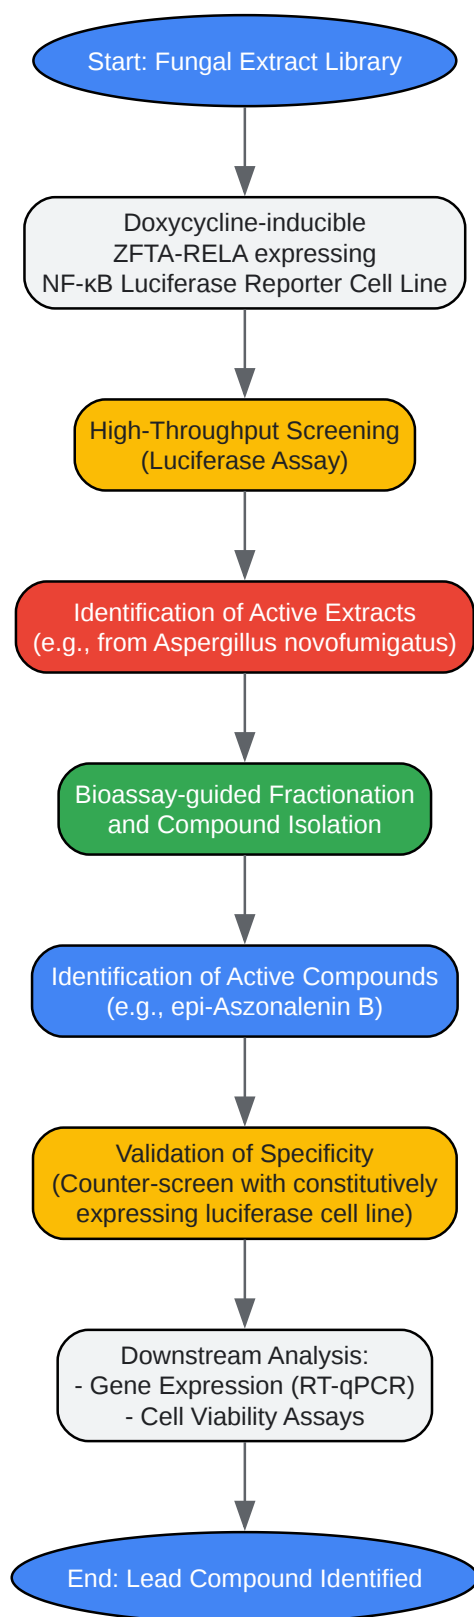 Start: Fungal Extract Library
Doxycycline-inducible
ZFTA-RELA expressing
NF-κB Luciferase Reporter Cell Line
High-Throughput Screening
(Luciferase Assay)
Identification of Active Extracts
(e.g., from Aspergillus novofumigatus)
Bioassay-guided Fractionation
and Compound Isolation
Identification of Active Compounds
(e.g., epi-Aszonalenin B)
Validation of Specificity
(Counter-screen with constitutively
expressing luciferase cell line)
Downstream Analysis:
- Gene Expression (RT-qPCR)
- Cell Viability Assays
End: Lead Compound Identified